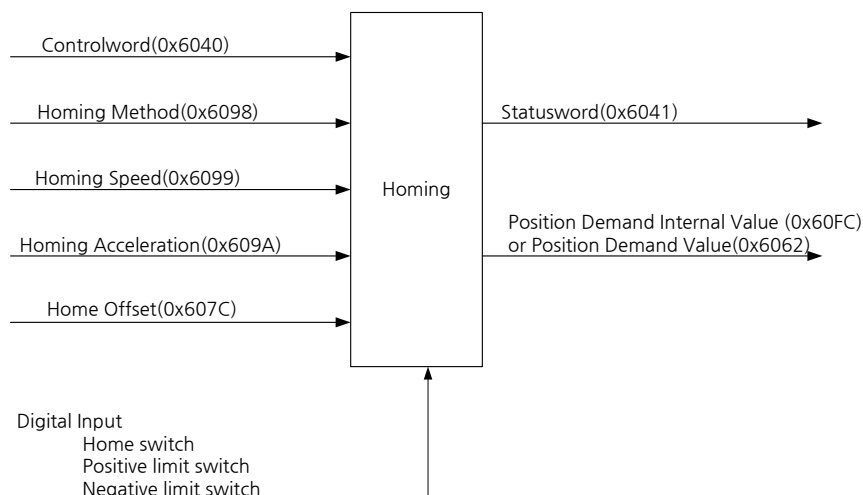 Controlword(0x6040)
Homing Method(0x6098)
Homing Speed(0x6099)
Homing Acceleration(0x609A)
Home Offset(0x607C)
Homing
Statusword(0x6041)
Position Demand Internal Value (0x60FC)
or Position Demand Value(0x6062)
Digital Input
Home switch
Positive limit switch
Negative limit switch